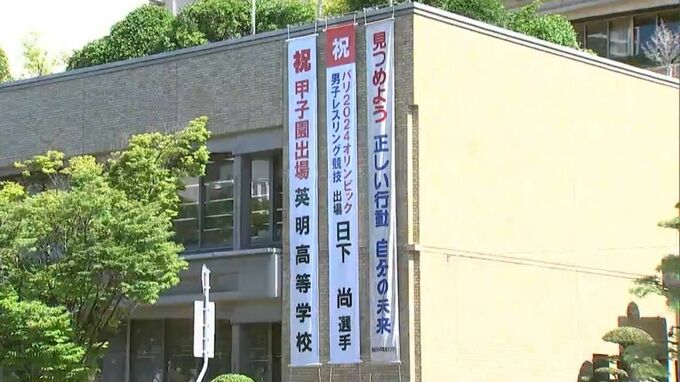 見つめよう 正しい行動 自分の未来
祝
パリ2024オリンピック
男子レスリング競技 出場
日下 尚 選手
祝 甲子園出場 英明高等学校